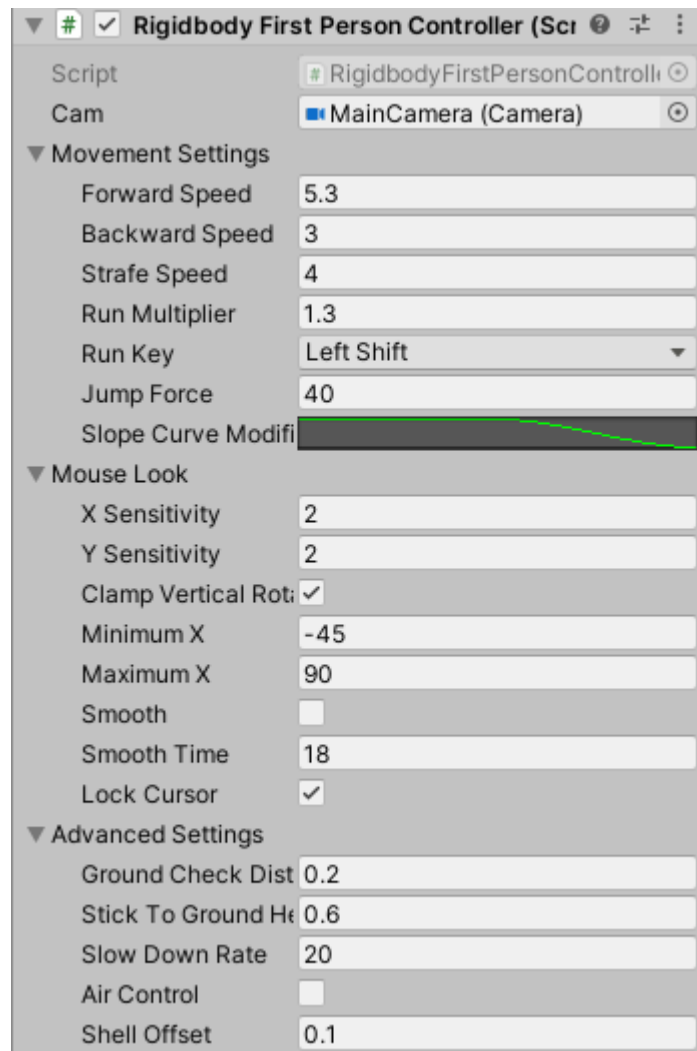 # Rigidbody First Person Controller (Scr
Script # RigidbodyFirstPersonControlle
Cam MainCamera (Camera)
Movement Settings
Forward Speed 5.3
Backward Speed 3
Strafe Speed 4
Run Multiplier 1.3
Run Key Left Shift
Jump Force 40
Slope Curve Modifi
Mouse Look
X Sensitivity 2
Y Sensitivity 2
Clamp Vertical Rota
Minimum X -45
Maximum X 90
Smooth
Smooth Time 18
Lock Cursor
Advanced Settings
Ground Check Dist 0.2
Stick To Ground He 0.6
Slow Down Rate 20
Air Control
Shell Offset 0.1